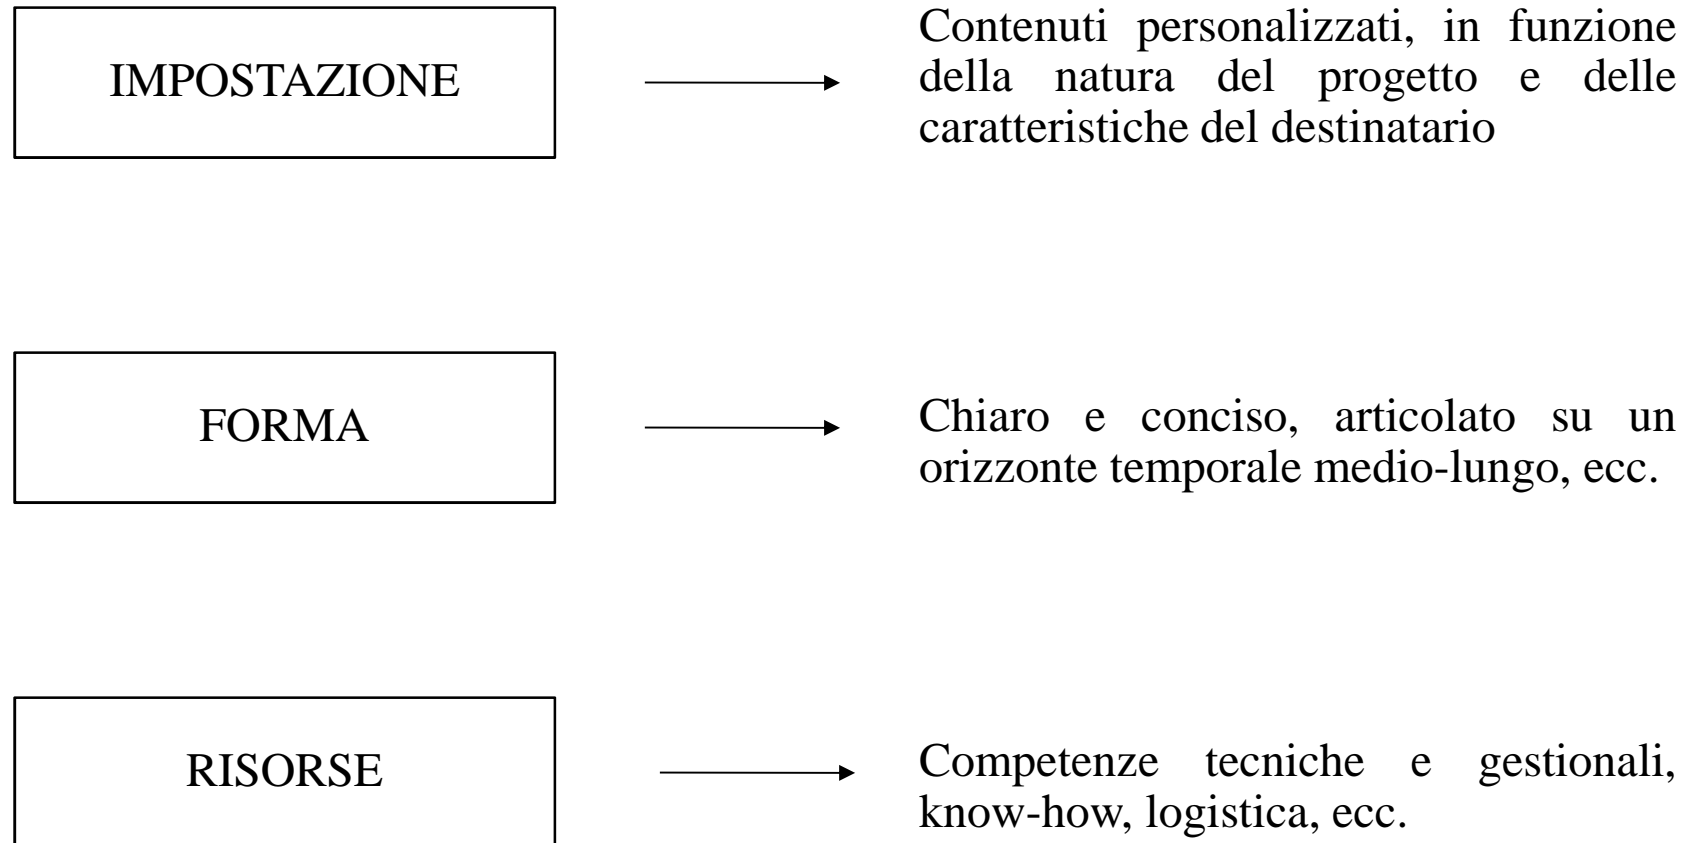 IMPOSTAZIONE
Contenuti personalizzati, in funzione
della natura del progetto e delle
caratteristiche del destinatario
FORMA
Chiaro e conciso, articolato su un
orizzonte temporale medio-lungo, ecc.
RISORSE
Competenze tecniche e gestionali,
know-how, logistica, ecc.